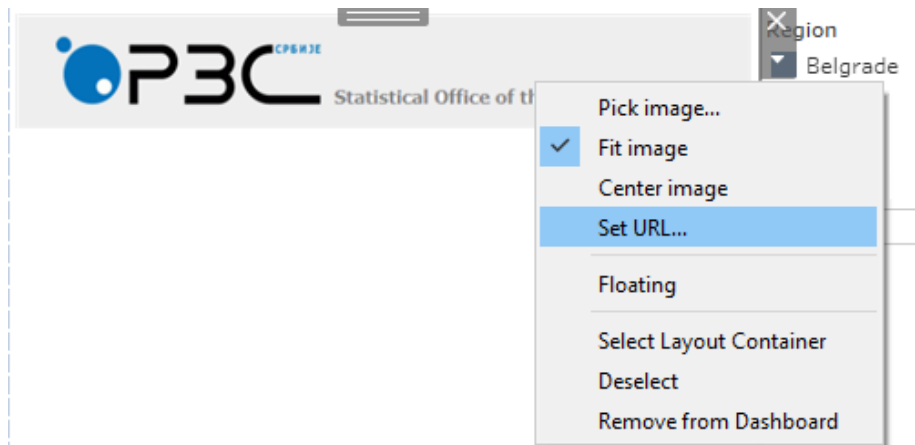 СРБИЈЕ
РЗС
Statistical Office of th
Region
Belgrade
Pick image...
Fit image
Center image
Set URL...
Floating
Select Layout Container
Deselect
Remove from Dashboard